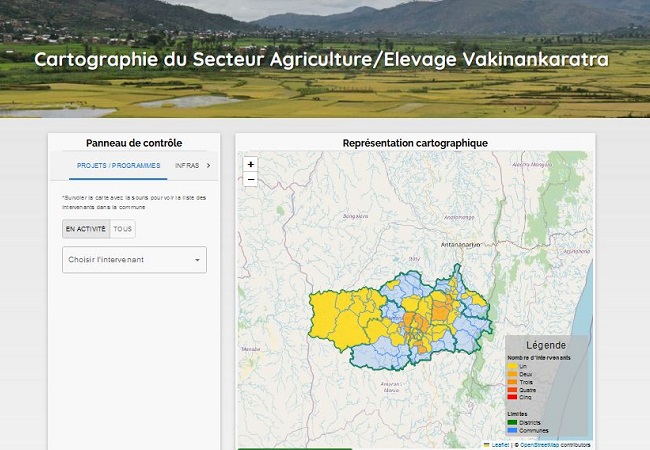 Cartographie du Secteur Agriculture/Elevage Vakinankaratra
Panneau de contrôle
PROJETS / PROGRAMMES
INFRAS
*Survoler la carte avec la souris pour voir la liste des
intervenants dans la commune
EN ACTIVITÉ
TOUS
Choisir l'intervenant
Représentation cartographique
+
−
Antananarivo
Légende
Nombre d'intervenants
Un
Deux
Trois
Quatre
Cinq
Limites
Districts
Communes
Leaflet | © OpenStreetMap contributors